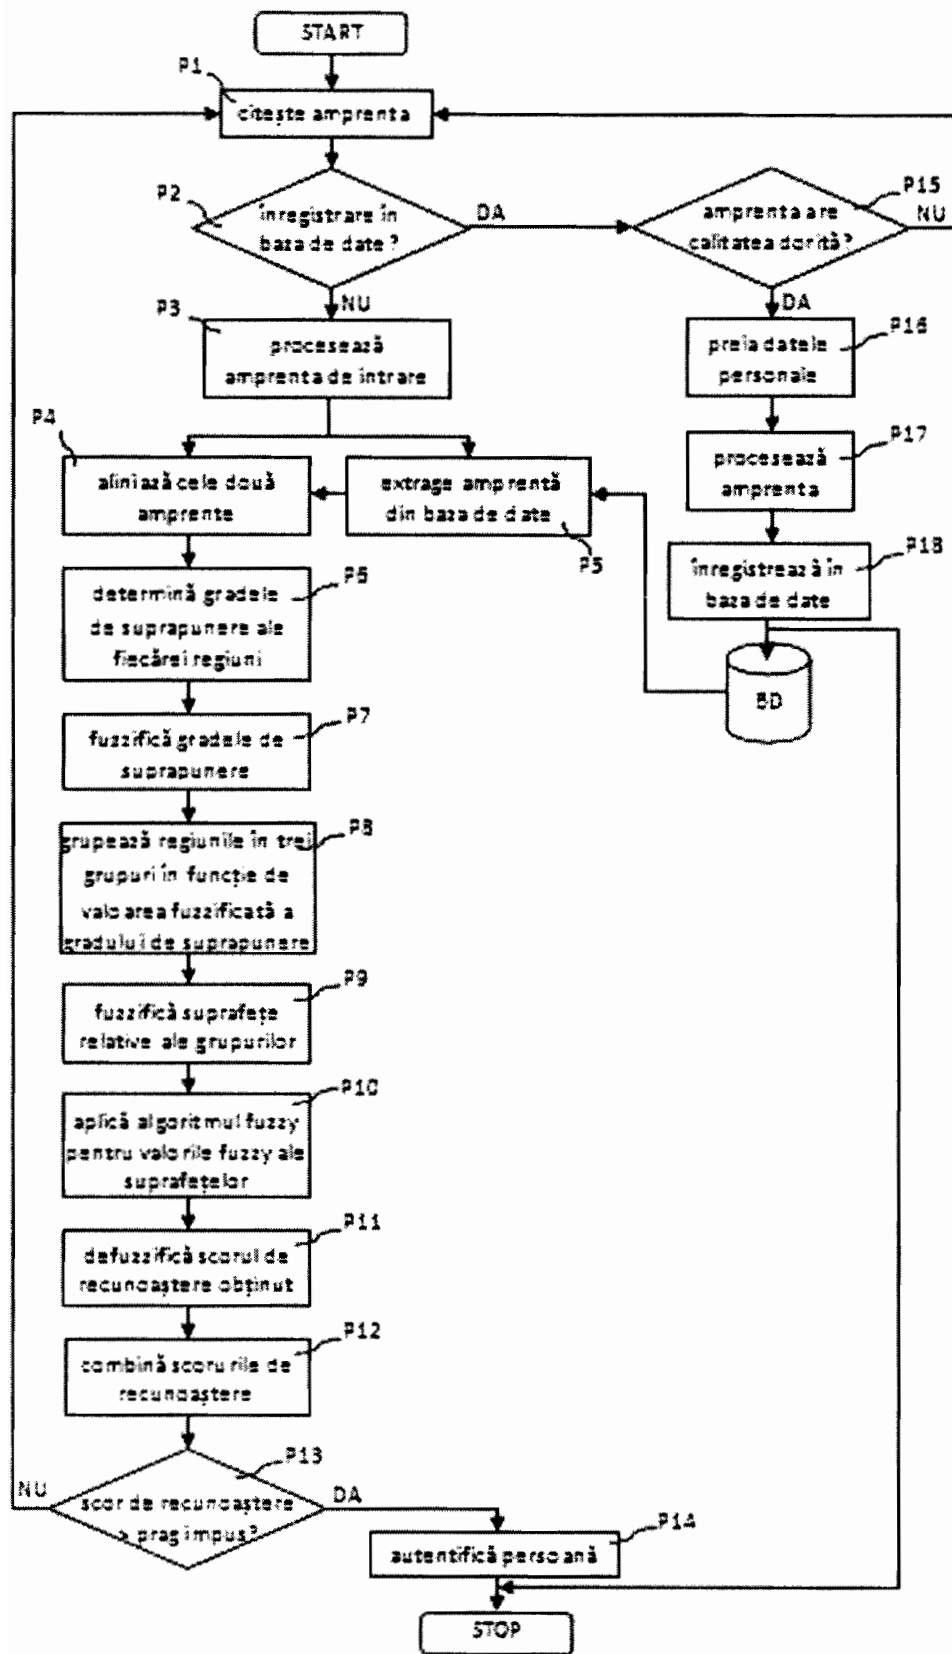 START
P1
citește amprenta
P2
înregistrare în
baza de date?
DA
P15
amprenta are
calitatea dorită?
NU
NU
DA
P3
procesează
amprenta de intrare
P16
preia datele
personale
P4
aliniază cele două
amprente
extrage amprentă
din baza de date
P5
P17
procesează
amprenta
P18
înregistrează în
baza de date
BD
P6
determină gradele
de suprapunere ale
fiecărei regiuni
P7
fuzzifică gradele de
suprapunere
P8
grupează regiunile în trei
grupuri în funcție de
valoarea fuzzificată a
gradului de suprapunere
P9
fuzzifică suprafețe
relative ale grupurilor
P10
aplică algoritmul fuzzy
pentru valorile fuzzy ale
suprafețelor
P11
defuzzifică scorul de
recunoaștere obținut
P12
combină scorurile de
recunoaștere
P13
NU
scor de recunoaștere
> prag impus?
DA
P14
autentifică persoană
STOP